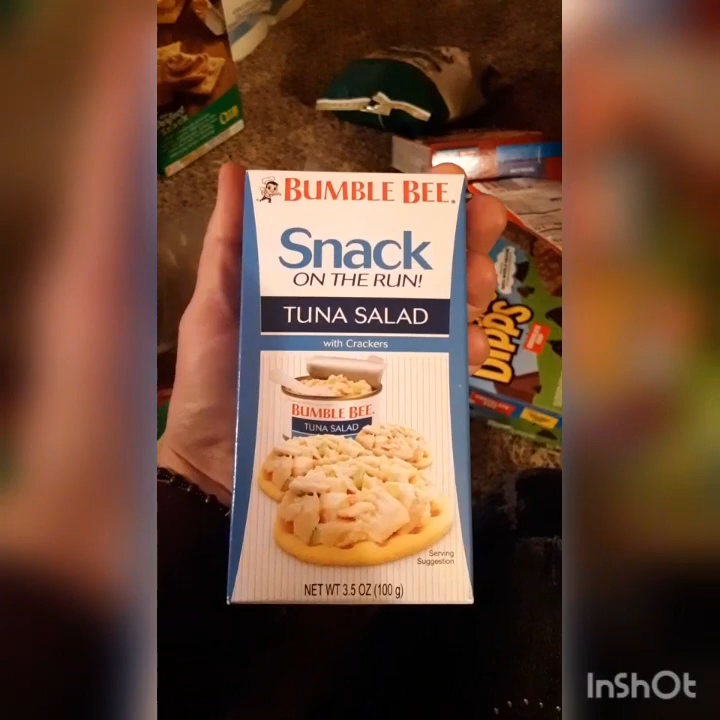 BUMBLE BEE®
Snack
ON THE RUN!
TUNA SALAD
with Crackers
BUMBLE BEE
TUNA SALAD
Serving
Suggestion
NET WT 3.5 OZ (100 g)
Dipps
InShOt